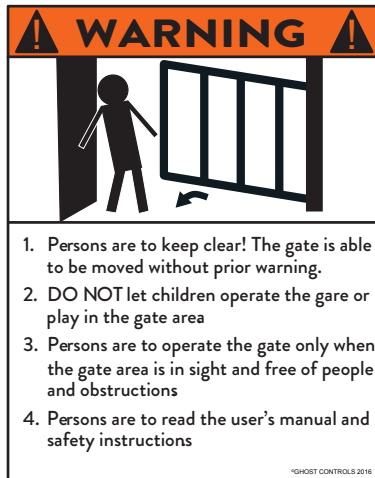 WARNING
1. Persons are to keep clear! The gate is able
to be moved without prior warning.
2. DO NOT let children operate the gare or
play in the gate area
3. Persons are to operate the gate only when
the gate area is in sight and free of people
and obstructions
4. Persons are to read the user's manual and
safety instructions
©GHOST CONTROLS 2016